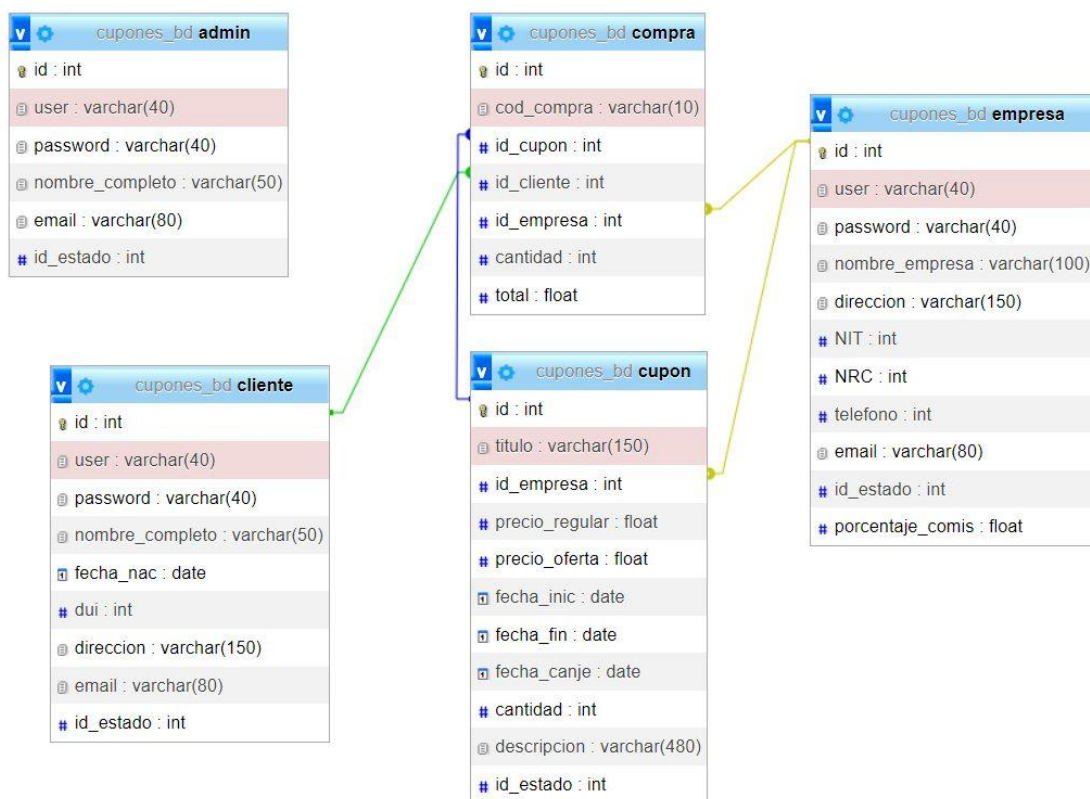 cupones_bd admin
id : int
user : varchar(40)
password : varchar(40)
nombre_completo : varchar(50)
email : varchar(80)
id_estado : int
cupones_bd compra
id : int
cod_compra : varchar(10)
id_cupon : int
id_cliente : int
id_empresa : int
cantidad : int
total : float
cupones_bd empresa
id : int
user : varchar(40)
password : varchar(40)
nombre_empresa : varchar(100)
direccion : varchar(150)
NIT : int
NRC : int
telefono : int
email : varchar(80)
id_estado : int
porcentaje_comis : float
cupones_bd cliente
id : int
user : varchar(40)
password : varchar(40)
nombre_completo : varchar(50)
fecha_nac : date
dui : int
direccion : varchar(150)
email : varchar(80)
id_estado : int
cupones_bd cupon
id : int
titulo : varchar(150)
id_empresa : int
precio_regular : float
precio_oferta : float
fecha_inic : date
fecha_fin : date
fecha_canje : date
cantidad : int
descripcion : varchar(480)
id_estado : int